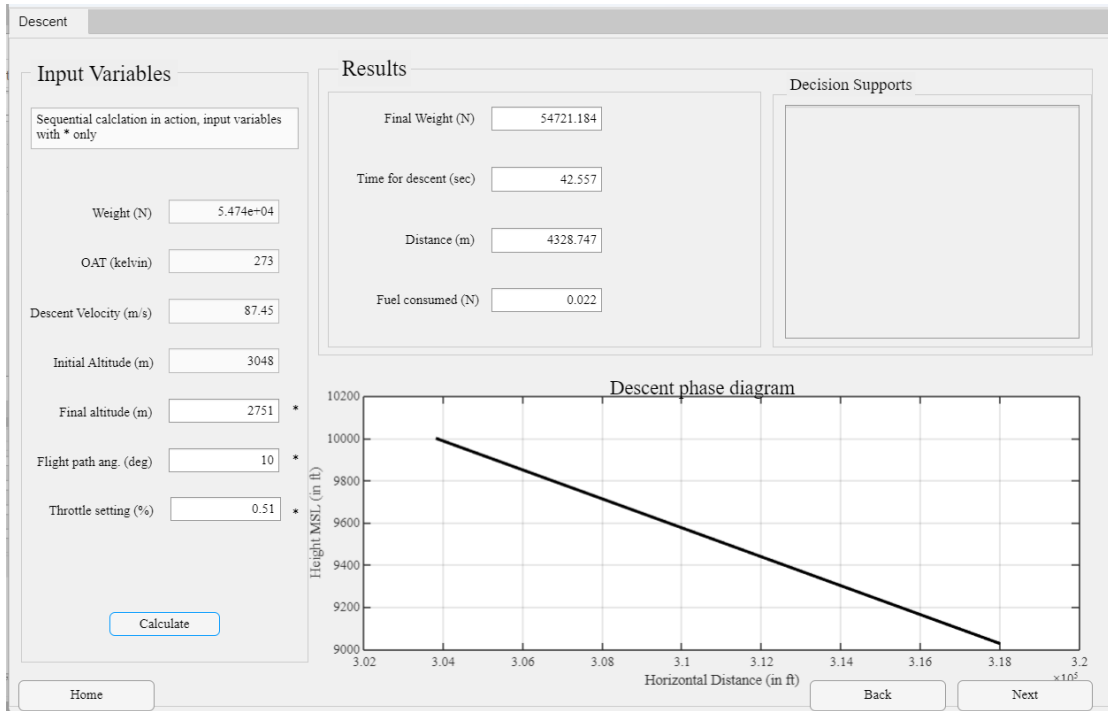 Descent
Input Variables
Sequential calclation in action, input variables
with * only
Weight (N) 5.474e+04
OAT (kelvin) 273
Descent Velocity (m/s) 87.45
Initial Altitude (m) 3048
Final altitude (m) 2751 *
Flight path ang. (deg) 10 *
Throttle setting (%) 0.51 *
Calculate
Results
Final Weight (N) 54721.184
Time for descent (sec) 42.557
Distance (m) 4328.747
Fuel consumed (N) 0.022
Decision Supports
Descent phase diagram
Height MSL (in ft)
10200
10000
9800
9600
9400
9200
9000
3.02 3.04 3.06 3.08 3.1 3.12 3.14 3.16 3.18 3.2
×10⁵
Horizontal Distance (in ft)
Home
Back
Next